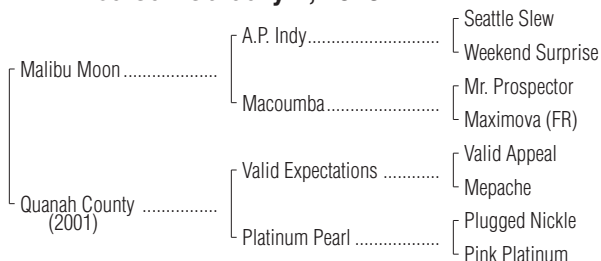 Seattle Slew
A.P. Indy........................................
Weekend Surprise
Malibu Moon ....................
Mr. Prospector
Macoumba...................................
Maximova (FR)
Valid Appeal
Valid Expectations ..................
Mepache
Quanah County ................
(2001)
Plugged Nickle
Platinum Pearl ..................
Pink Platinum